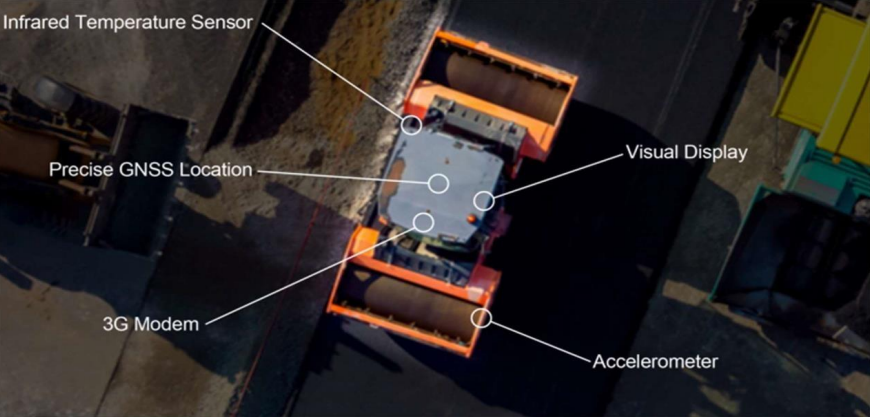 Infrared Temperature Sensor
Visual Display
Precise GNSS Location
3G Modem
Accelerometer